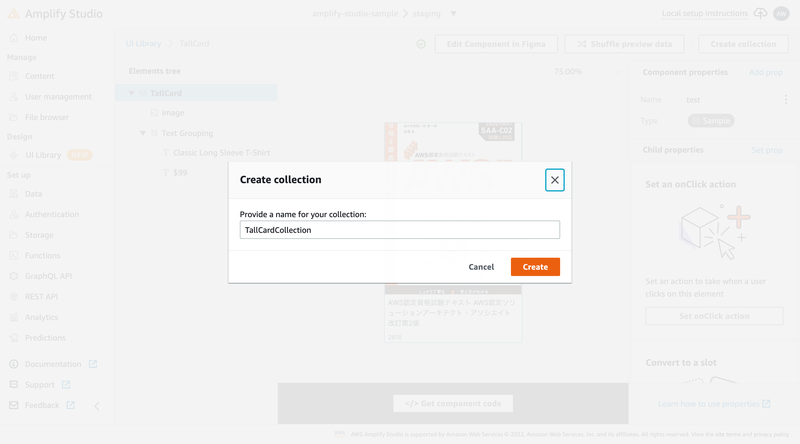 Amplify Studio
amplify-studio-sample > staging
Local setup instructions
AW
Home
Manage
Content
User management
File browser
Design
UI Library
Set up
Data
Authentication
Storage
Functions
GraphQL API
REST API
Analytics
Predictions
Documentation
Support
Feedback
UI Library > TallCard
Edit Component in Figma
Shuffle preview data
Create collection
Elements tree
75.00%
TallCard
image
Text Grouping
Classic Long Sleeve T-Shirt
$99
SAA-C02
Create collection
Provide a name for your collection:
TallCardCollection
Cancel
Create
AWS認定資格試験テキスト AWS認定ソリ
ューションアーキテクト - アソシエイト
改訂第2版
</> Get component code
Component properties
Add prop
Name
test
Type
Sample
Child properties
Set prop
Set an onClick action
Set an action to take when a user
clicks on this element
Set onClick action
Convert to a slot
Learn how to use properties
AWS Amplify Studio is supported by Amazon Web Services © 2022, Amazon Web Services, Inc. and its affiliates. All rights reserved. View the site terms and privacy policy.